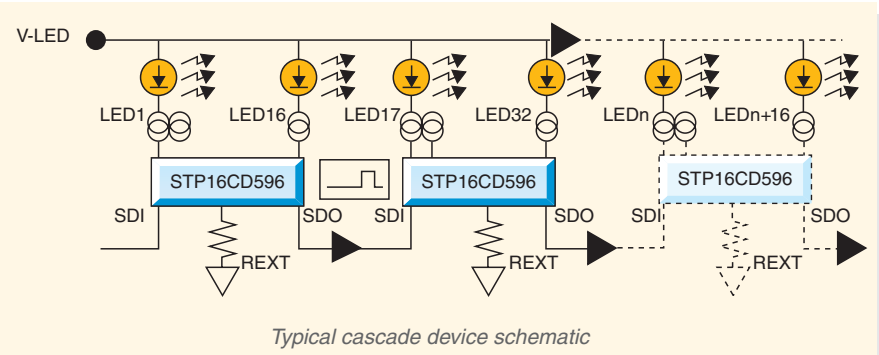 V-LED
LED1 LED16 LED17 LED32 LEDn LEDn+16
STP16CD596 STP16CD596 STP16CD596
SDI SDO SDI SDO SDI SDO
REXT REXT REXT
Typical cascade device schematic